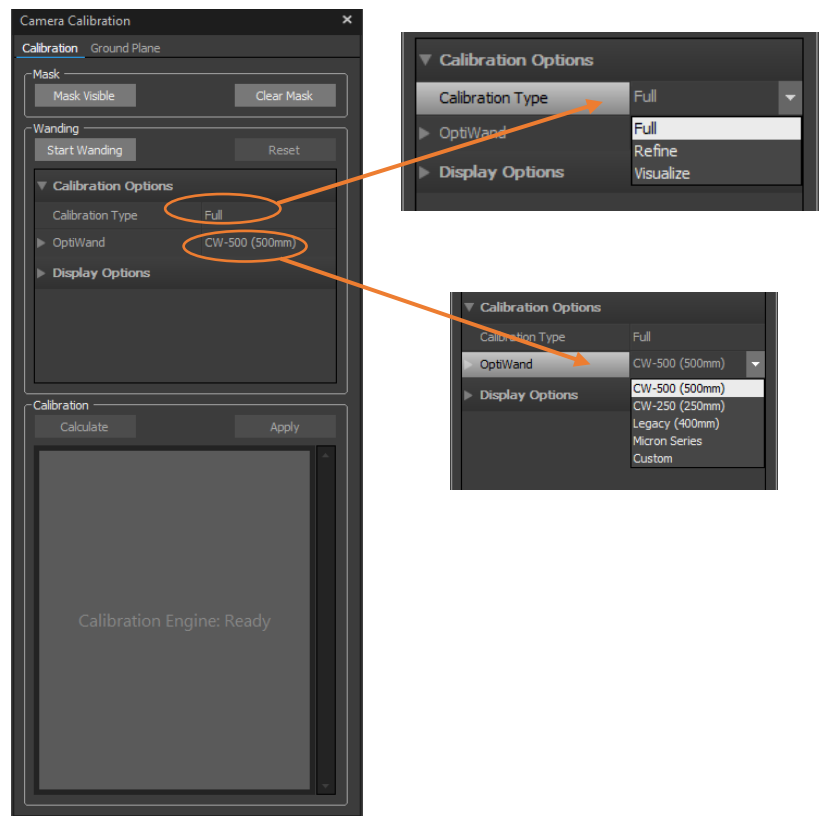 Camera Calibration
Calibration Ground Plane
Mask
Mask Visible Clear Mask
Wanding
Start Wanding Reset
Calibration Options
Calibration Type Full
OptiWand CW-500 (500mm)
Display Options
Calibration
Calculate Apply
Calibration Engine: Ready
Calibration Options
Calibration Type Full
OptiWand Full
Refine
Display Options Visualize
Calibration Options
Calibration Type Full
OptiWand CW-500 (500mm)
CW-500 (500mm)
Display Options CW-250 (250mm)
Legacy (400mm)
Micron Series
Custom